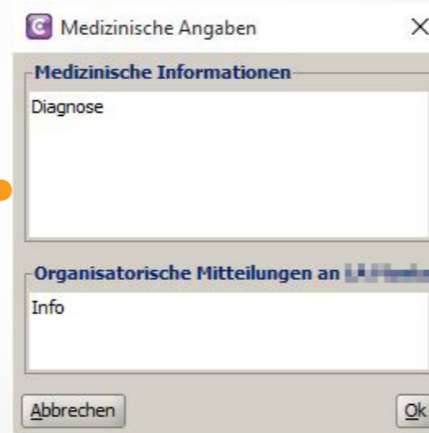 Medizinische Angaben
Medizinische Informationen
Diagnose
Organisatorische Mitteilungen an
Info
Abbrechen
Ok